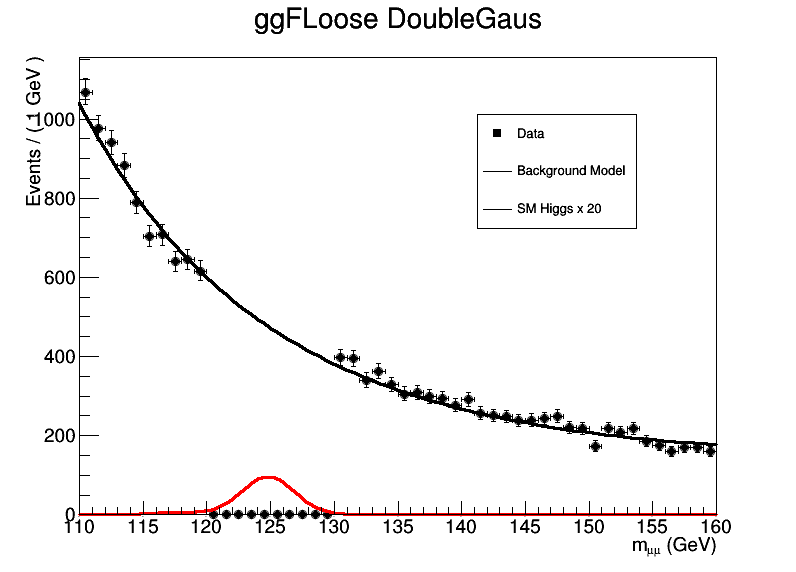 ggFLoose DoubleGaus
Events / ( 1 GeV )
1000
800
600
400
200
0
Data
Background Model
SM Higgs x 20
110 115 120 125 130 135 140 145 150 155 160
mμμ (GeV)